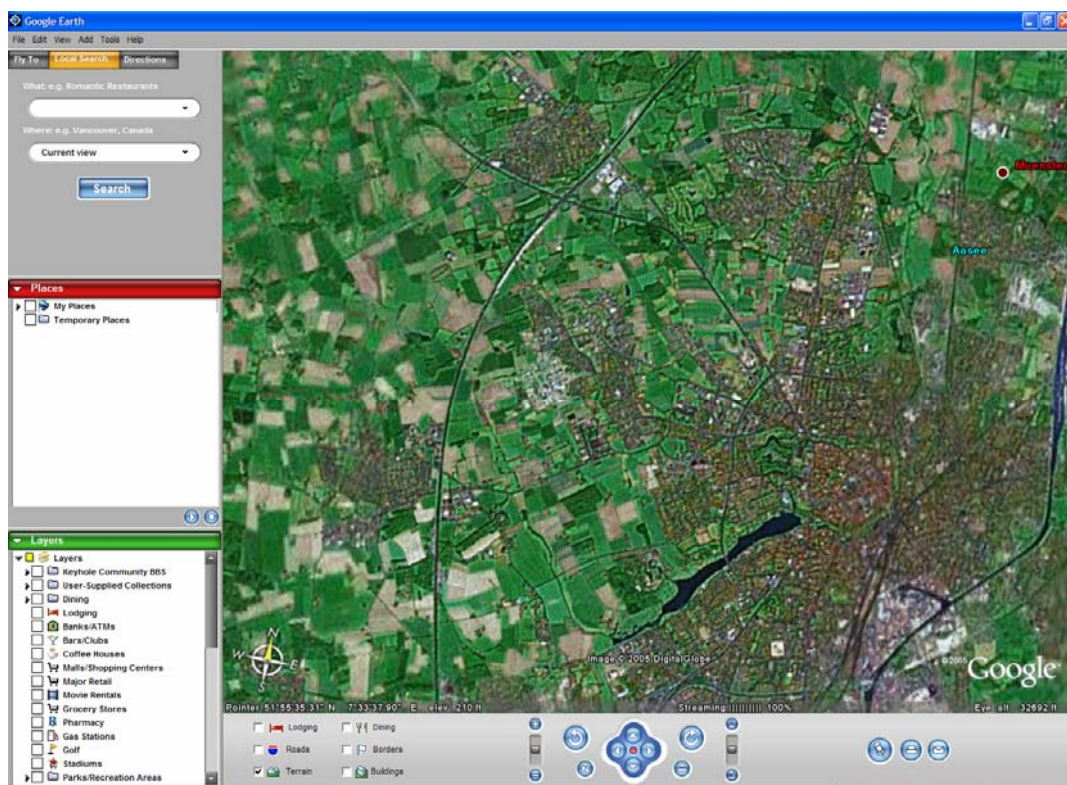 Google Earth
File Edit View Add Tools Help
Fly To Local Search Directions
What: e.g. Romantic Restaurants
Where: e.g. Vancouver, Canada
Current view
Search
Places
My Places
Temporary Places
Layers
Layers
Keyhole Community BBS
User-Supplied Collections
Dining
Lodging
Banks/ATMs
Bars/Clubs
Coffee Houses
Malls/Shopping Centers
Major Retail
Movie Rentals
Grocery Stores
Pharmacy
Gas Stations
Golf
Stadiums
Parks/Recreation Areas
Muenster
Aasee
N
W E
S
Image © 2005 DigitalGlobe
©2005 Google
Pointer 51°55'35.31" N 7°33'37.90" E elev 210 ft Streaming |||||||||| 100% Eye alt 32692 ft
Lodging Dining
Roads Borders
Terrain Buildings